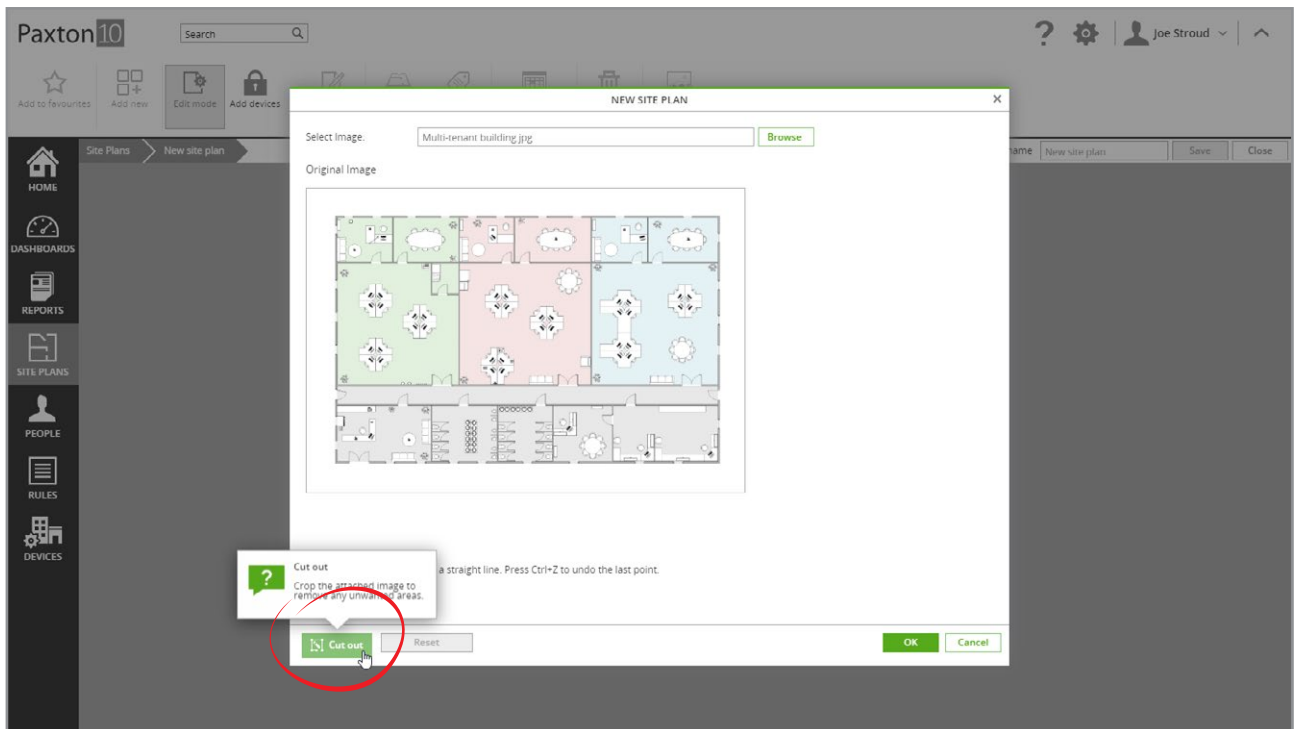 Paxton10
Search
Joe Stroud
Add to favourites
Add new
Edit mode
Add devices
NEW SITE PLAN
Select Image.
Multi-tenant building.jpg
Browse
Original Image
Site Plans
New site plan
name
New site plan
Save
Close
HOME
DASHBOARDS
REPORTS
SITE PLANS
PEOPLE
RULES
DEVICES
Cut out
Crop the attached image to
remove any unwanted areas.
a straight line. Press Ctrl+Z to undo the last point.
Cut out
Reset
OK
Cancel